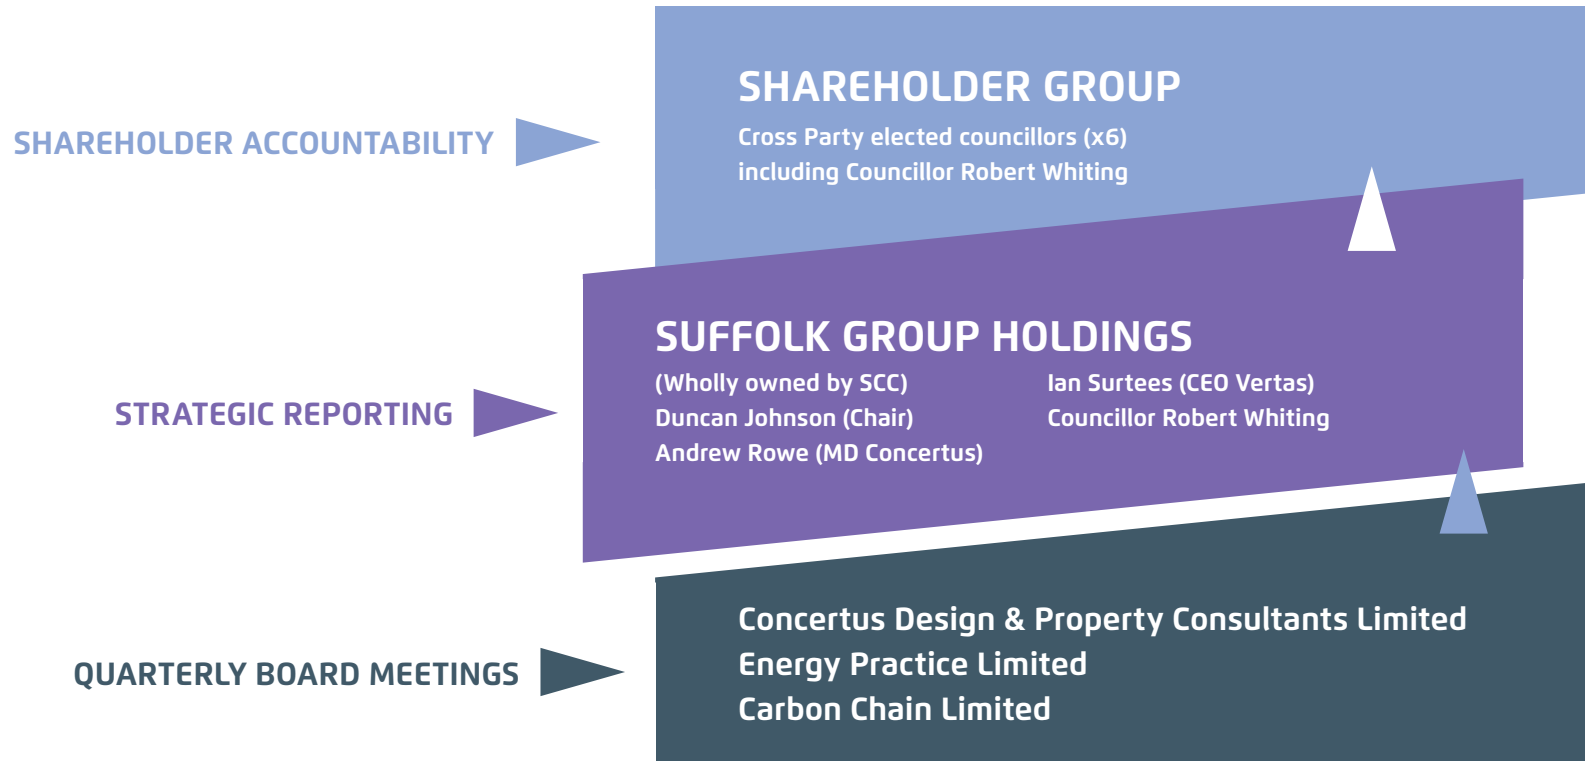 SHAREHOLDER ACCOUNTABILITY
SHAREHOLDER GROUP
Cross Party elected councillors (x6)
including Councillor Robert Whiting
STRATEGIC REPORTING
SUFFOLK GROUP HOLDINGS
(Wholly owned by SCC)
Duncan Johnson (Chair)
Andrew Rowe (MD Concertus)
Ian Surtees (CEO Vertas)
Councillor Robert Whiting
QUARTERLY BOARD MEETINGS
Concertus Design & Property Consultants Limited
Energy Practice Limited
Carbon Chain Limited